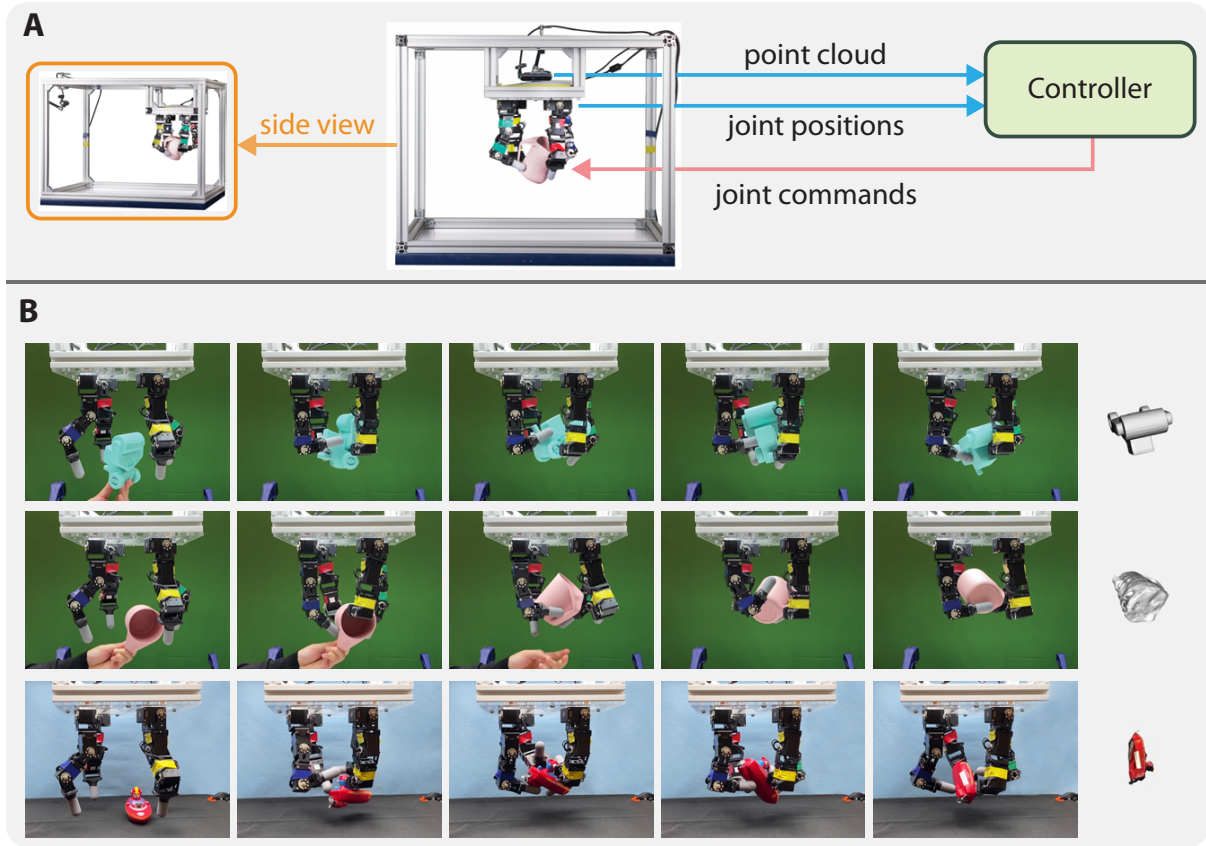 A
point cloud
Controller
side view
joint positions
joint commands
B